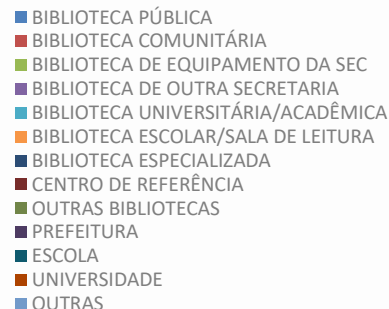 BIBLIOTECA PÚBLICA
BIBLIOTECA COMUNITÁRIA
BIBLIOTECA DE EQUIPAMENTO DA SEC
BIBLIOTECA DE OUTRA SECRETARIA
BIBLIOTECA UNIVERSITÁRIA/ACADÊMICA
BIBLIOTECA ESCOLAR/SALA DE LEITURA
BIBLIOTECA ESPECIALIZADA
CENTRO DE REFERÊNCIA
OUTRAS BIBLIOTECAS
PREFEITURA
ESCOLA
UNIVERSIDADE
OUTRAS